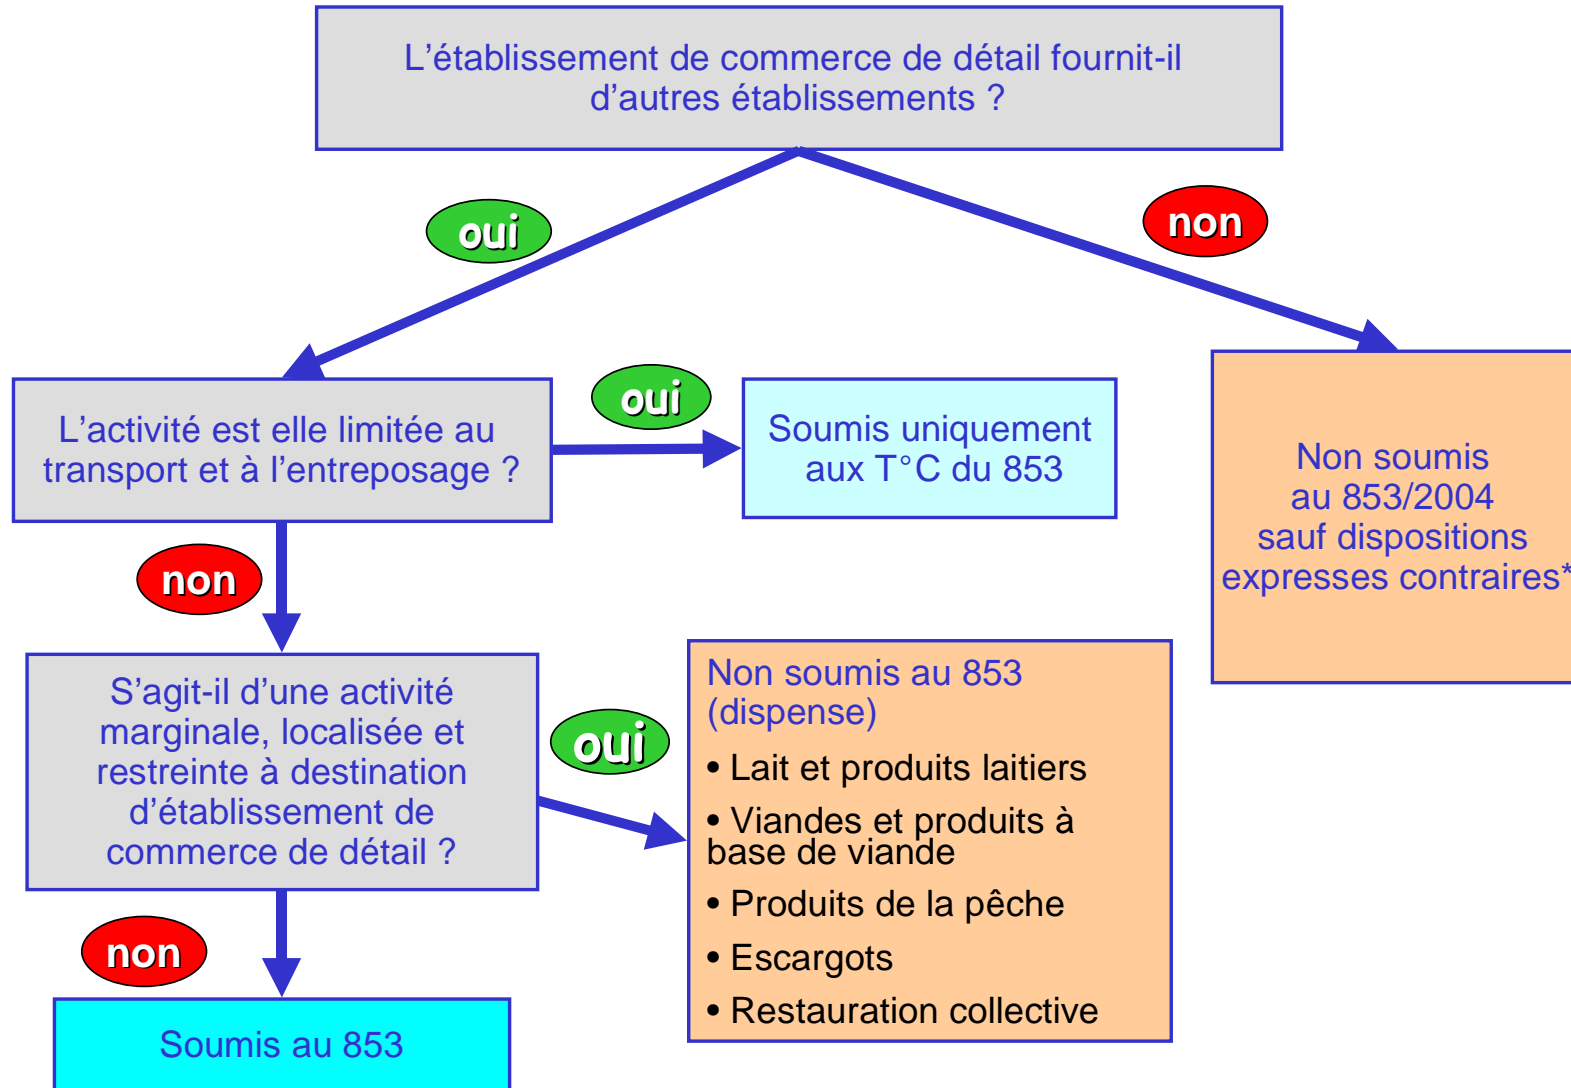 L’établissement de commerce de détail fournit-il
d’autres établissements ?
oui
non
L’activité est elle limitée au
transport et à l’entreposage ?
oui
Soumis uniquement
aux T°C du 853
Non soumis
au 853/2004
sauf dispositions
expresses contraires*
non
S’agit-il d’une activité
marginale, localisée et
restreinte à destination
d’établissement de
commerce de détail ?
oui
Non soumis au 853
(dispense)
• Lait et produits laitiers
• Viandes et produits à
base de viande
• Produits de la pêche
• Escargots
• Restauration collective
non
Soumis au 853